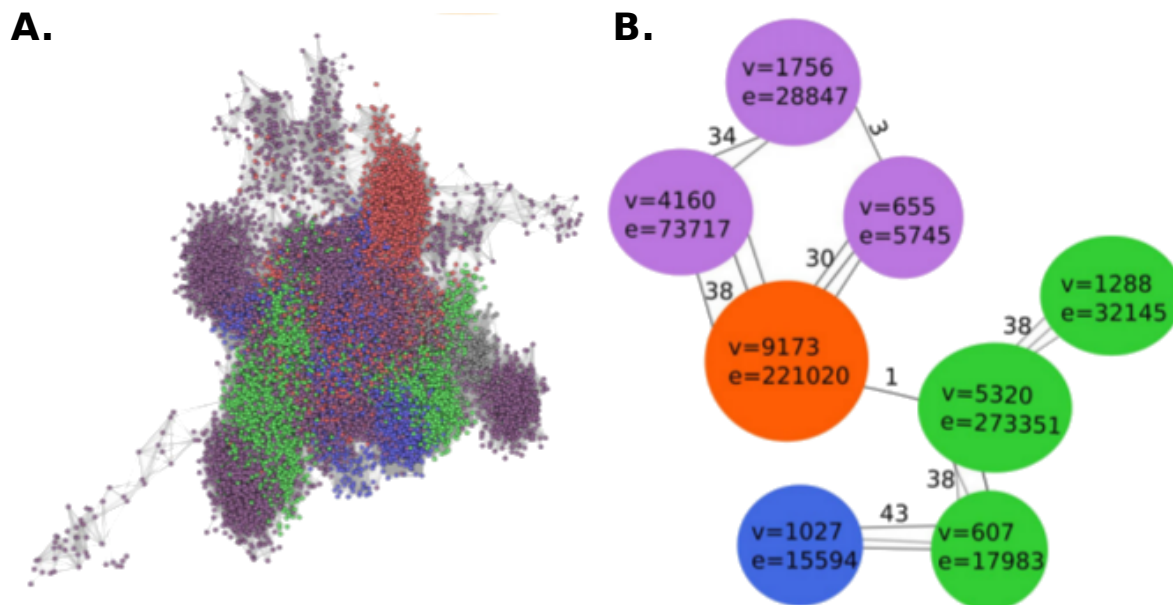 A.
B.
v=1756
e=28847
34
3
v=4160
e=73717
v=655
e=5745
30
38
v=1288
e=32145
38
v=9173
e=221020
1
v=5320
e=273351
38
43
v=1027
e=15594
v=607
e=17983